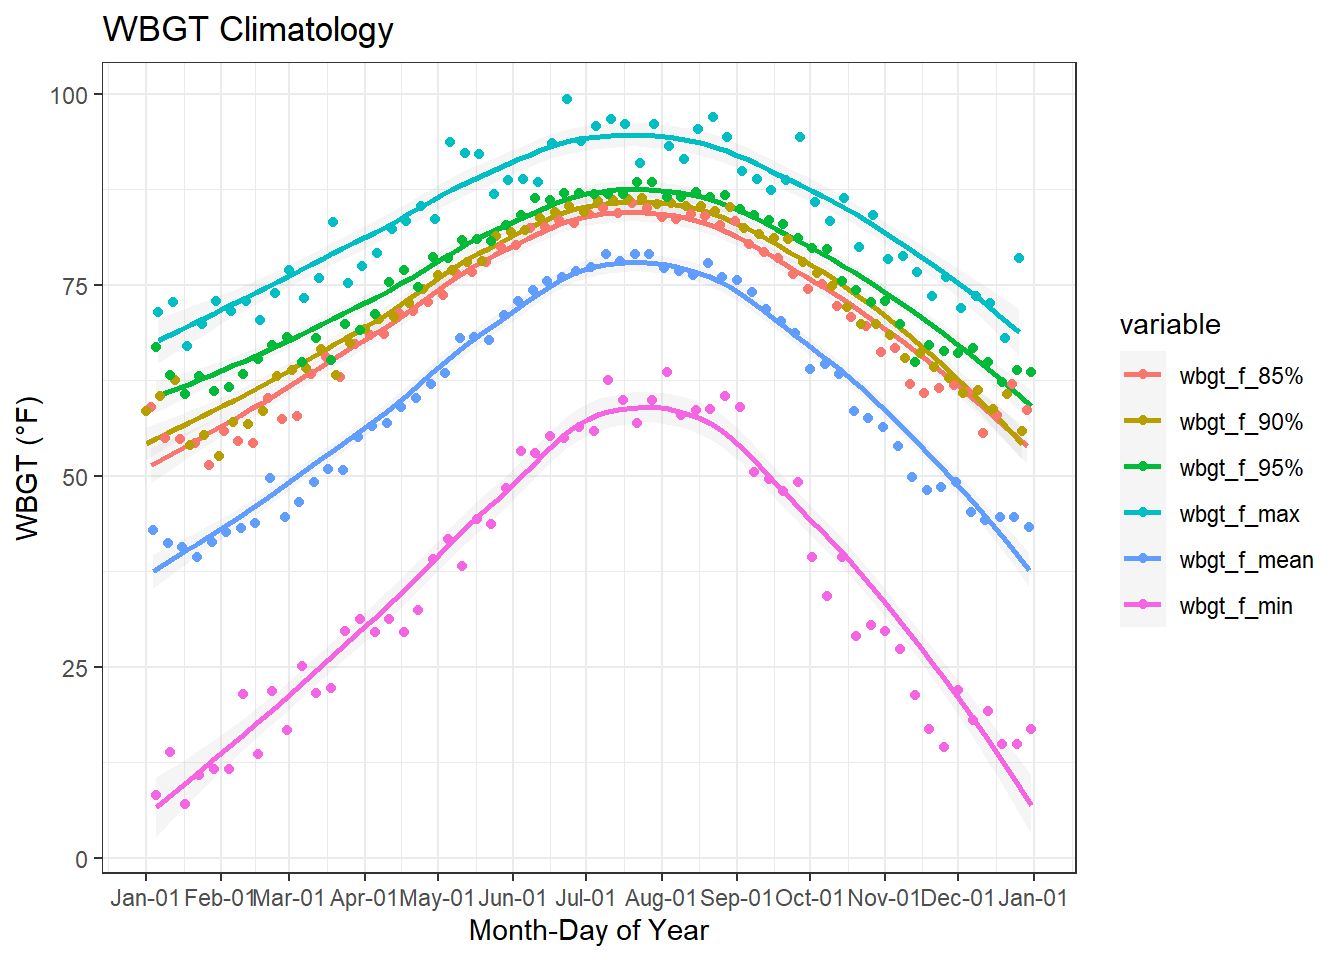 WBGT Climatology
WBGT (°F)
100
75
50
25
0
Jan-01 Feb-01 Mar-01 Apr-01 May-01 Jun-01 Jul-01 Aug-01 Sep-01 Oct-01 Nov-01 Dec-01 Jan-01
Month-Day of Year
variable
wbgt_f_85%
wbgt_f_90%
wbgt_f_95%
wbgt_f_max
wbgt_f_mean
wbgt_f_min